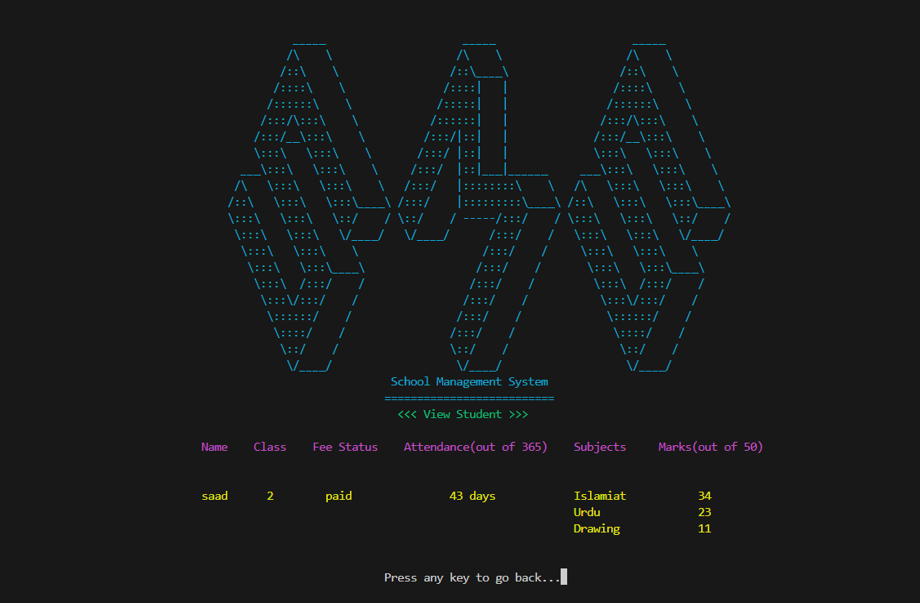 SMS
School Management System
==========================
<<< View Student >>>
Name Class Fee Status Attendance(out of 365) Subjects Marks(out of 50)
saad 2 paid 43 days Islamiat 34
Urdu 23
Drawing 11
Press any key to go back...